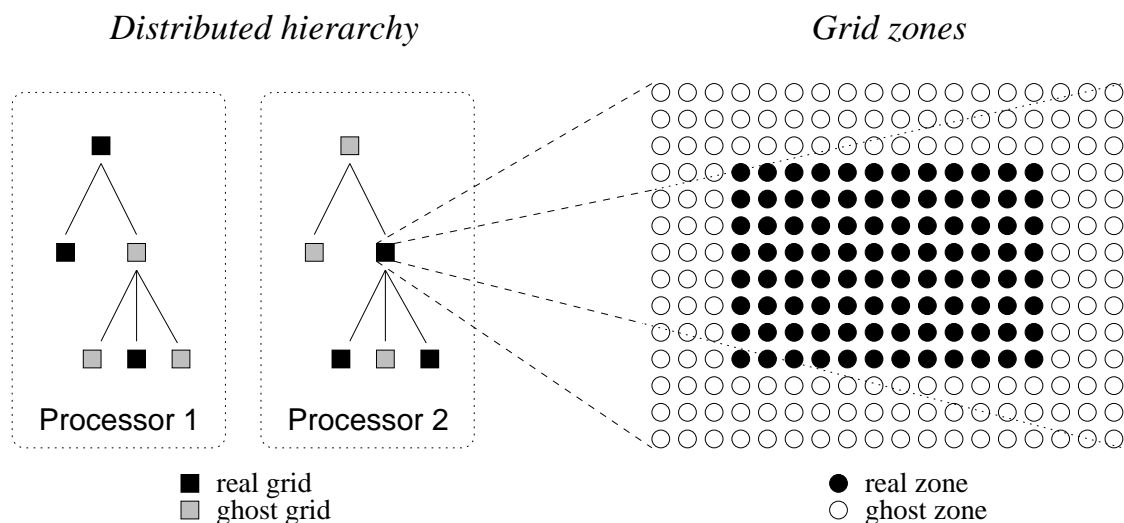 Distributed hierarchy
Grid zones
Processor 1
Processor 2
real grid
ghost grid
real zone
ghost zone